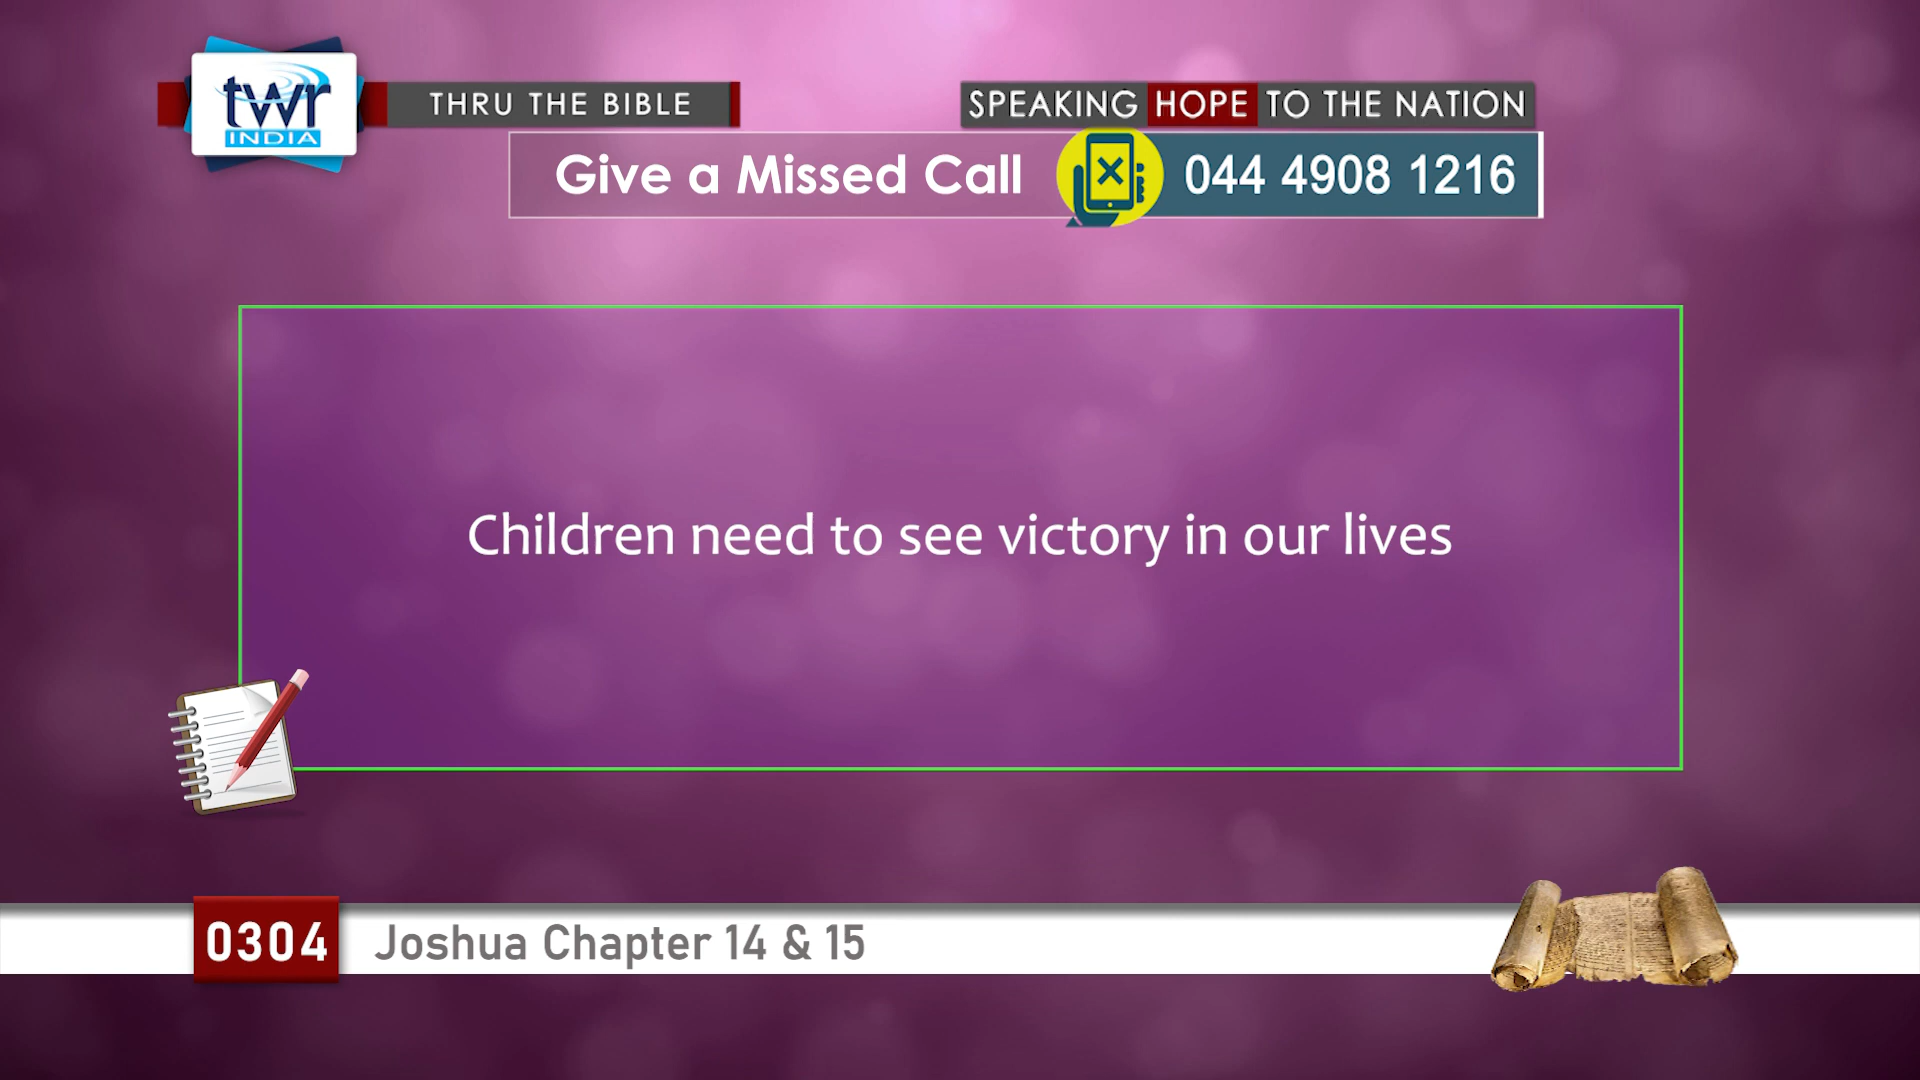 twr
INDIA
THRU THE BIBLE
SPEAKING HOPE TO THE NATION
Give a Missed Call
044 4908 1216
Children need to see victory in our lives
0304
Joshua Chapter 14 & 15